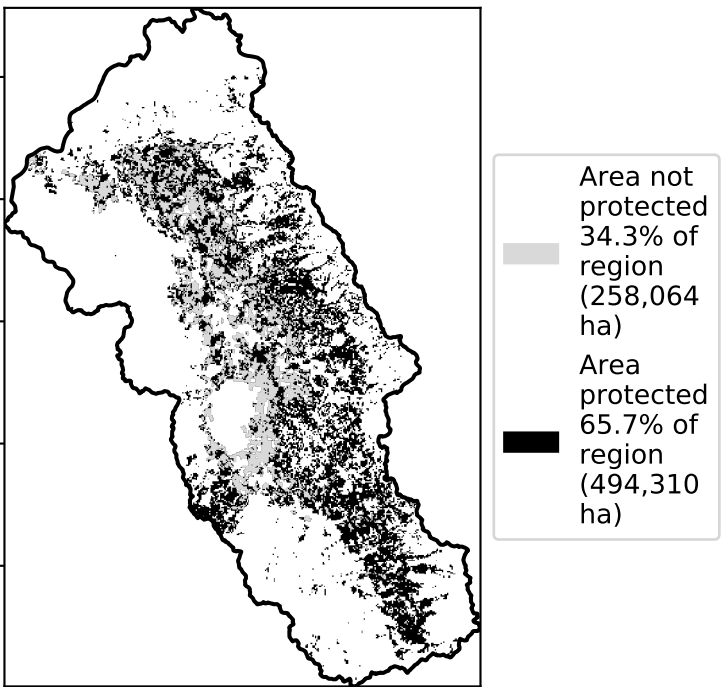 Area not
protected
34.3% of
region
(258,064
ha)
Area
protected
65.7% of
region
(494,310
ha)